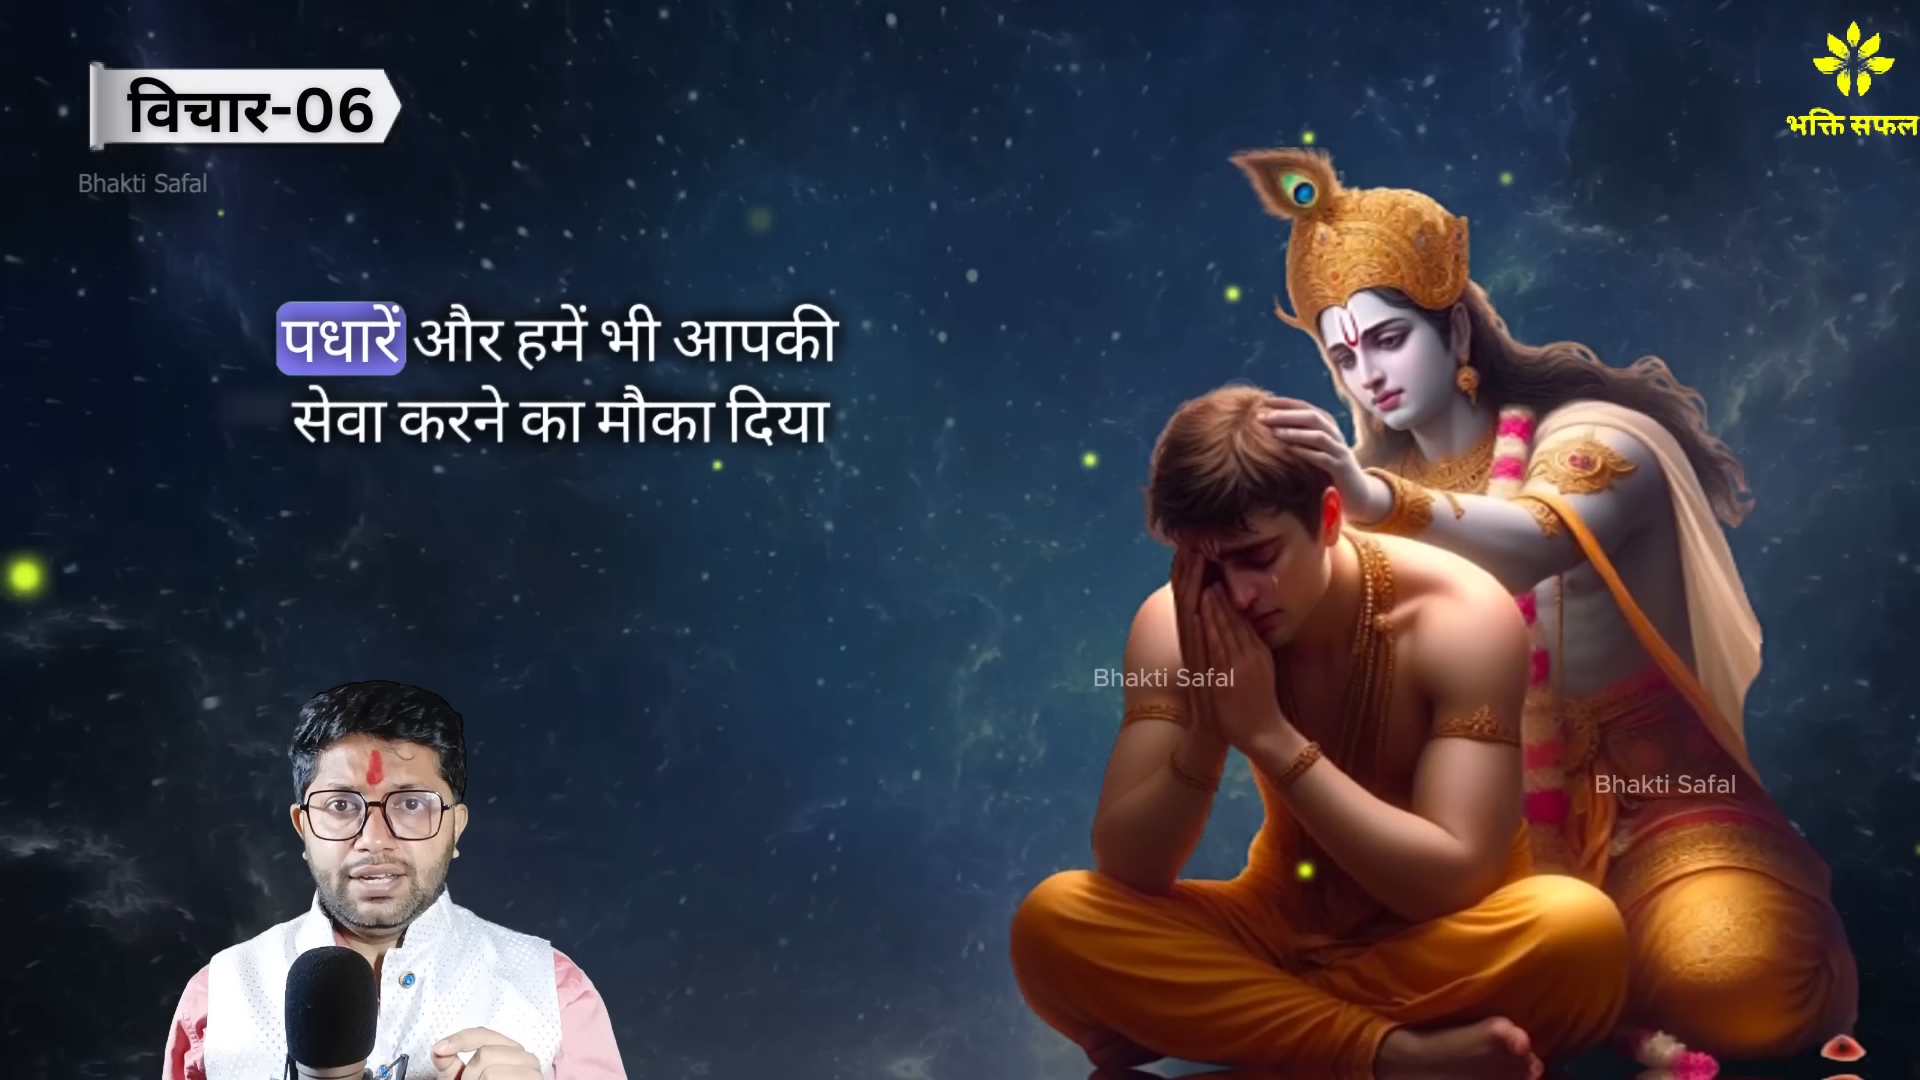 विचार-06
भक्ति सफल
Bhakti Safal
पधारें और हमें भी आपकी
सेवा करने का मौका दिया
Bhakti Safal
Bhakti Safal